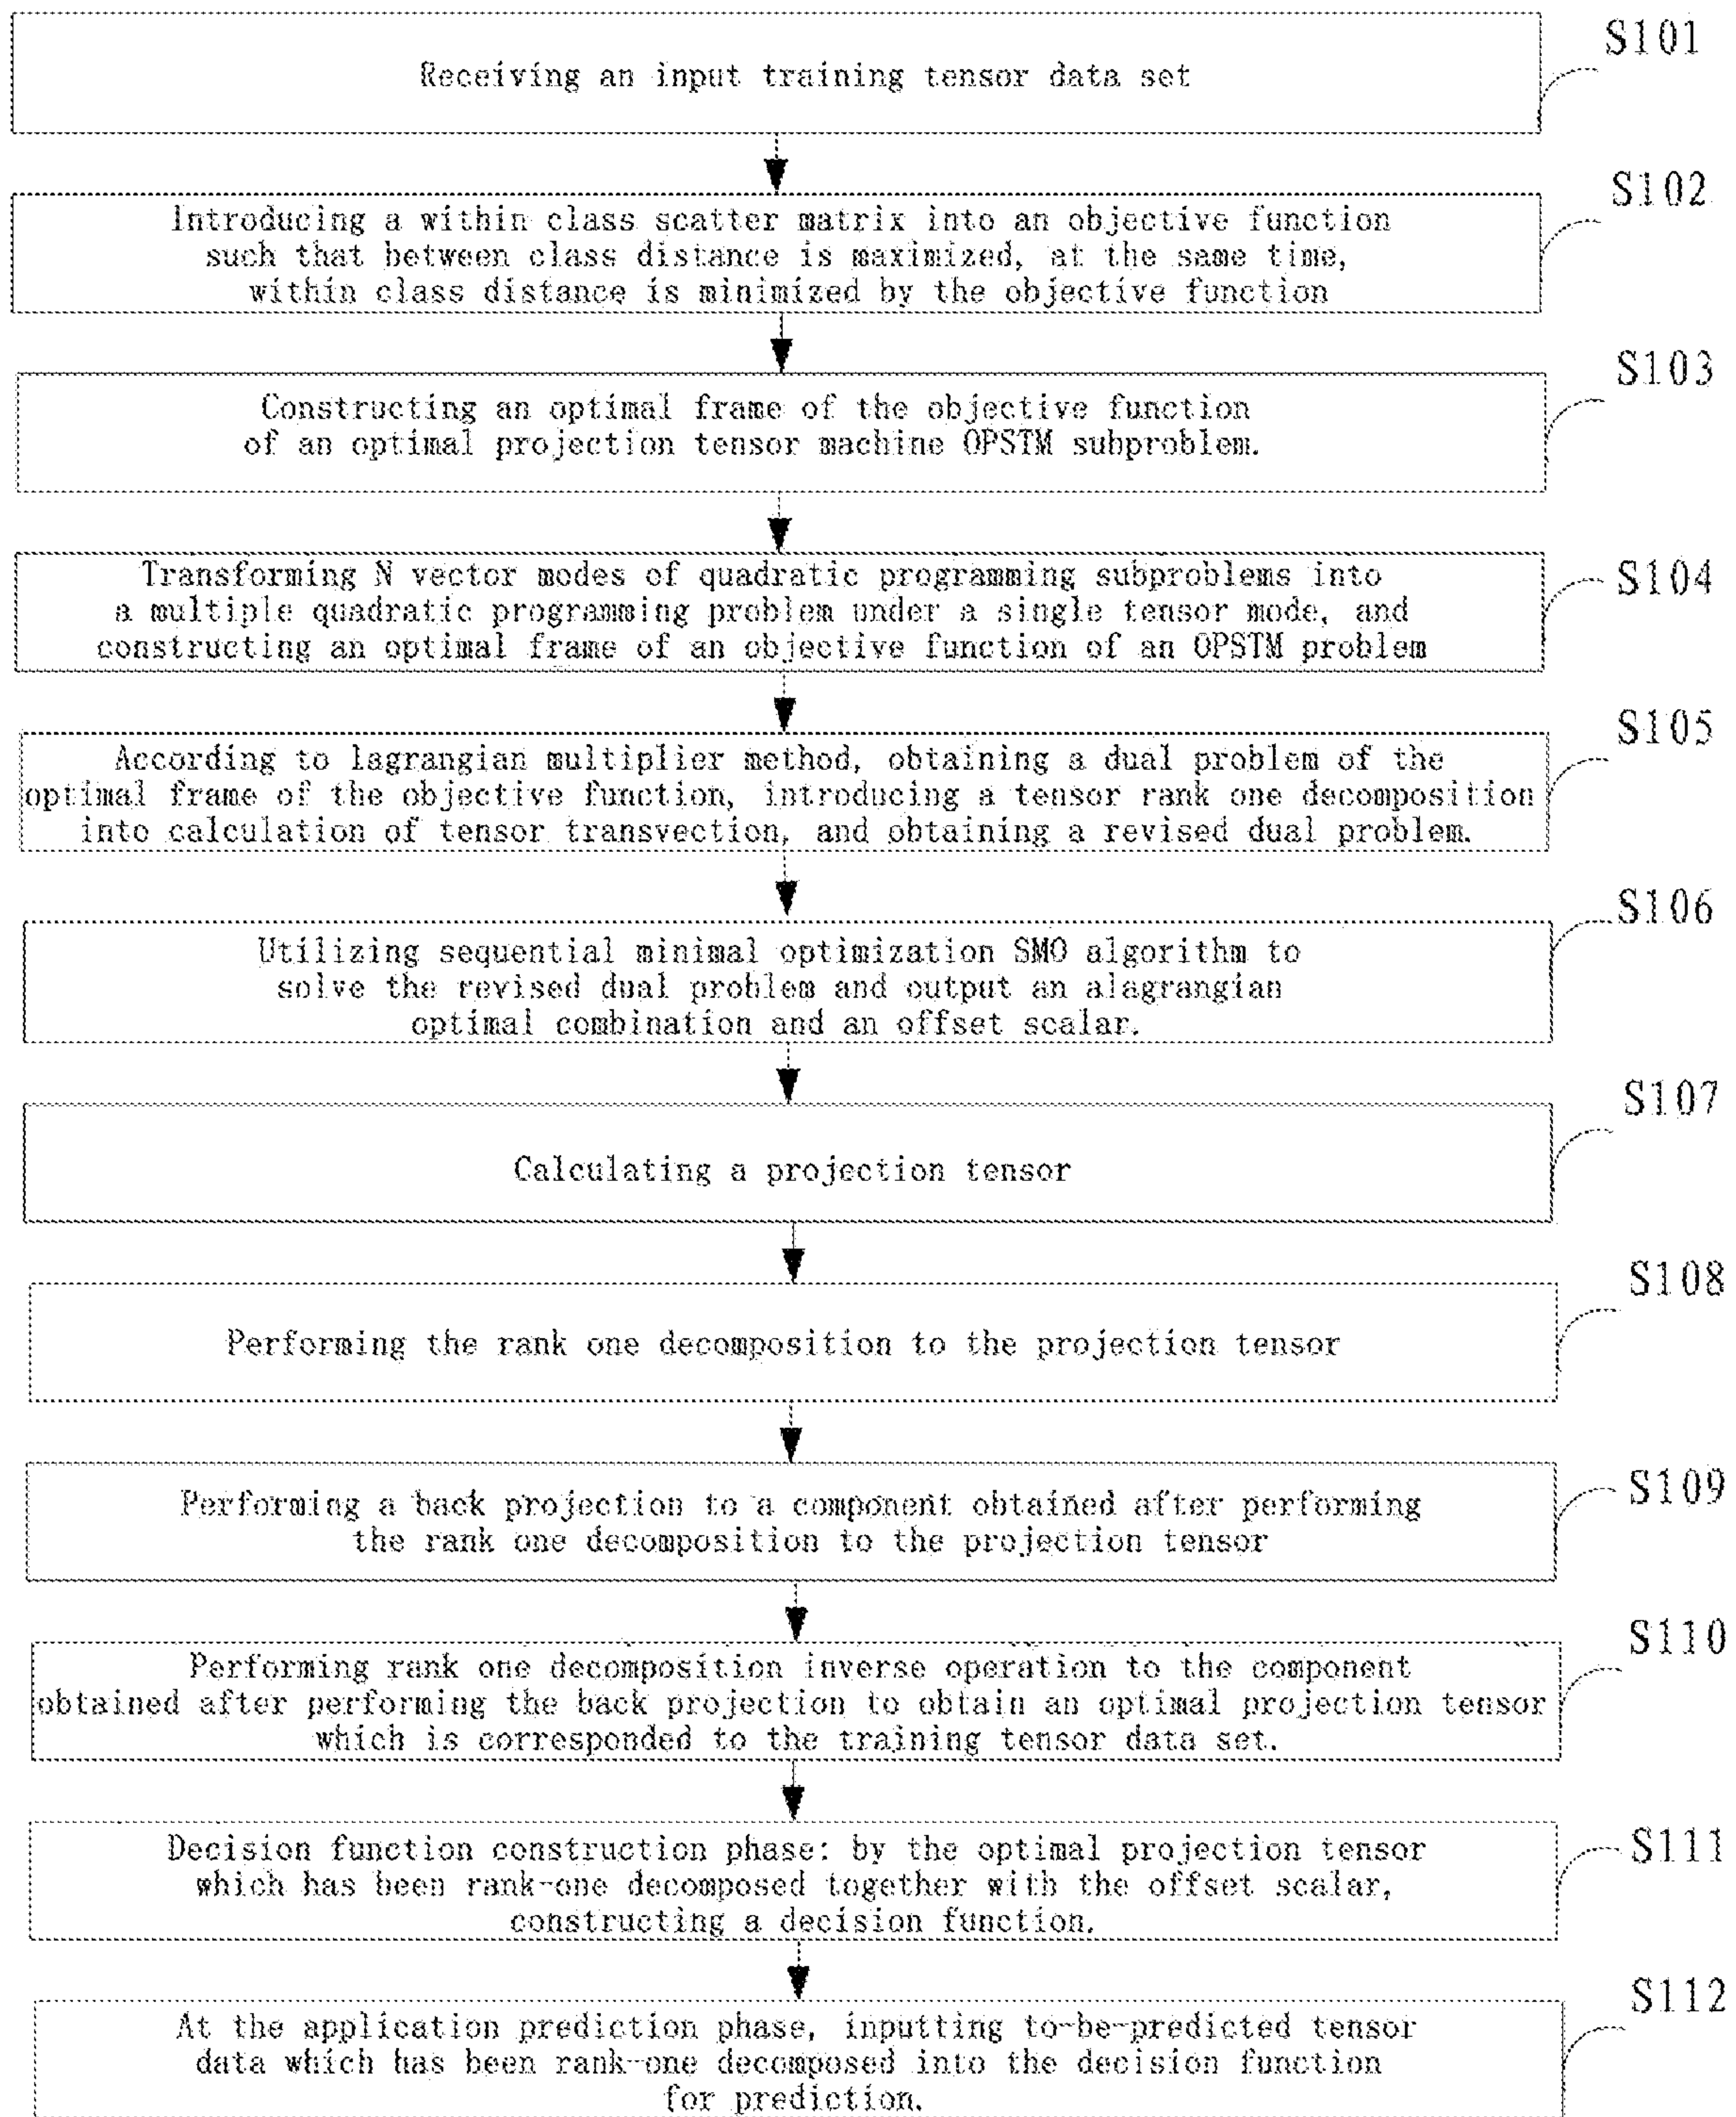 S101
Receiving an input training tensor data set
S102
Introducing a within class scatter matrix into an objective function
such that between class distance is maximized, at the same time,
within class distance is minimized by the objective function
S103
Constructing an optimal frame of the objective function
of an optimal projection tensor machine OPSTM subproblem.
S104
Transforming N vector modes of quadratic programming subproblems into
a multiple quadratic programming problem under a single tensor mode, and
constructing an optimal frame of an objective function of an OPSTM problem
S105
According to lagrangian multiplier method, obtaining a dual problem of the
optimal frame of the objective function, introducing a tensor rank one decomposition
into calculation of tensor transvection, and obtaining a revised dual problem.
S106
Utilizing sequential minimal optimization SMO algorithm to
solve the revised dual problem and output an alagrangian
optimal combination and an offset scalar.
S107
Calculating a projection tensor
S108
Performing the rank one decomposition to the projection tensor
S109
Performing a back projection to a component obtained after performing
the rank one decomposition to the projection tensor
S110
Performing rank one decomposition inverse operation to the component
obtained after performing the back projection to obtain an optimal projection tensor
which is corresponded to the training tensor data set.
S111
Decision function construction phase: by the optimal projection tensor
which has been rank-one decomposed together with the offset scalar,
constructing a decision function.
S112
At the application prediction phase, inputting to-be-predicted tensor
data which has been rank-one decomposed into the decision function
for prediction.